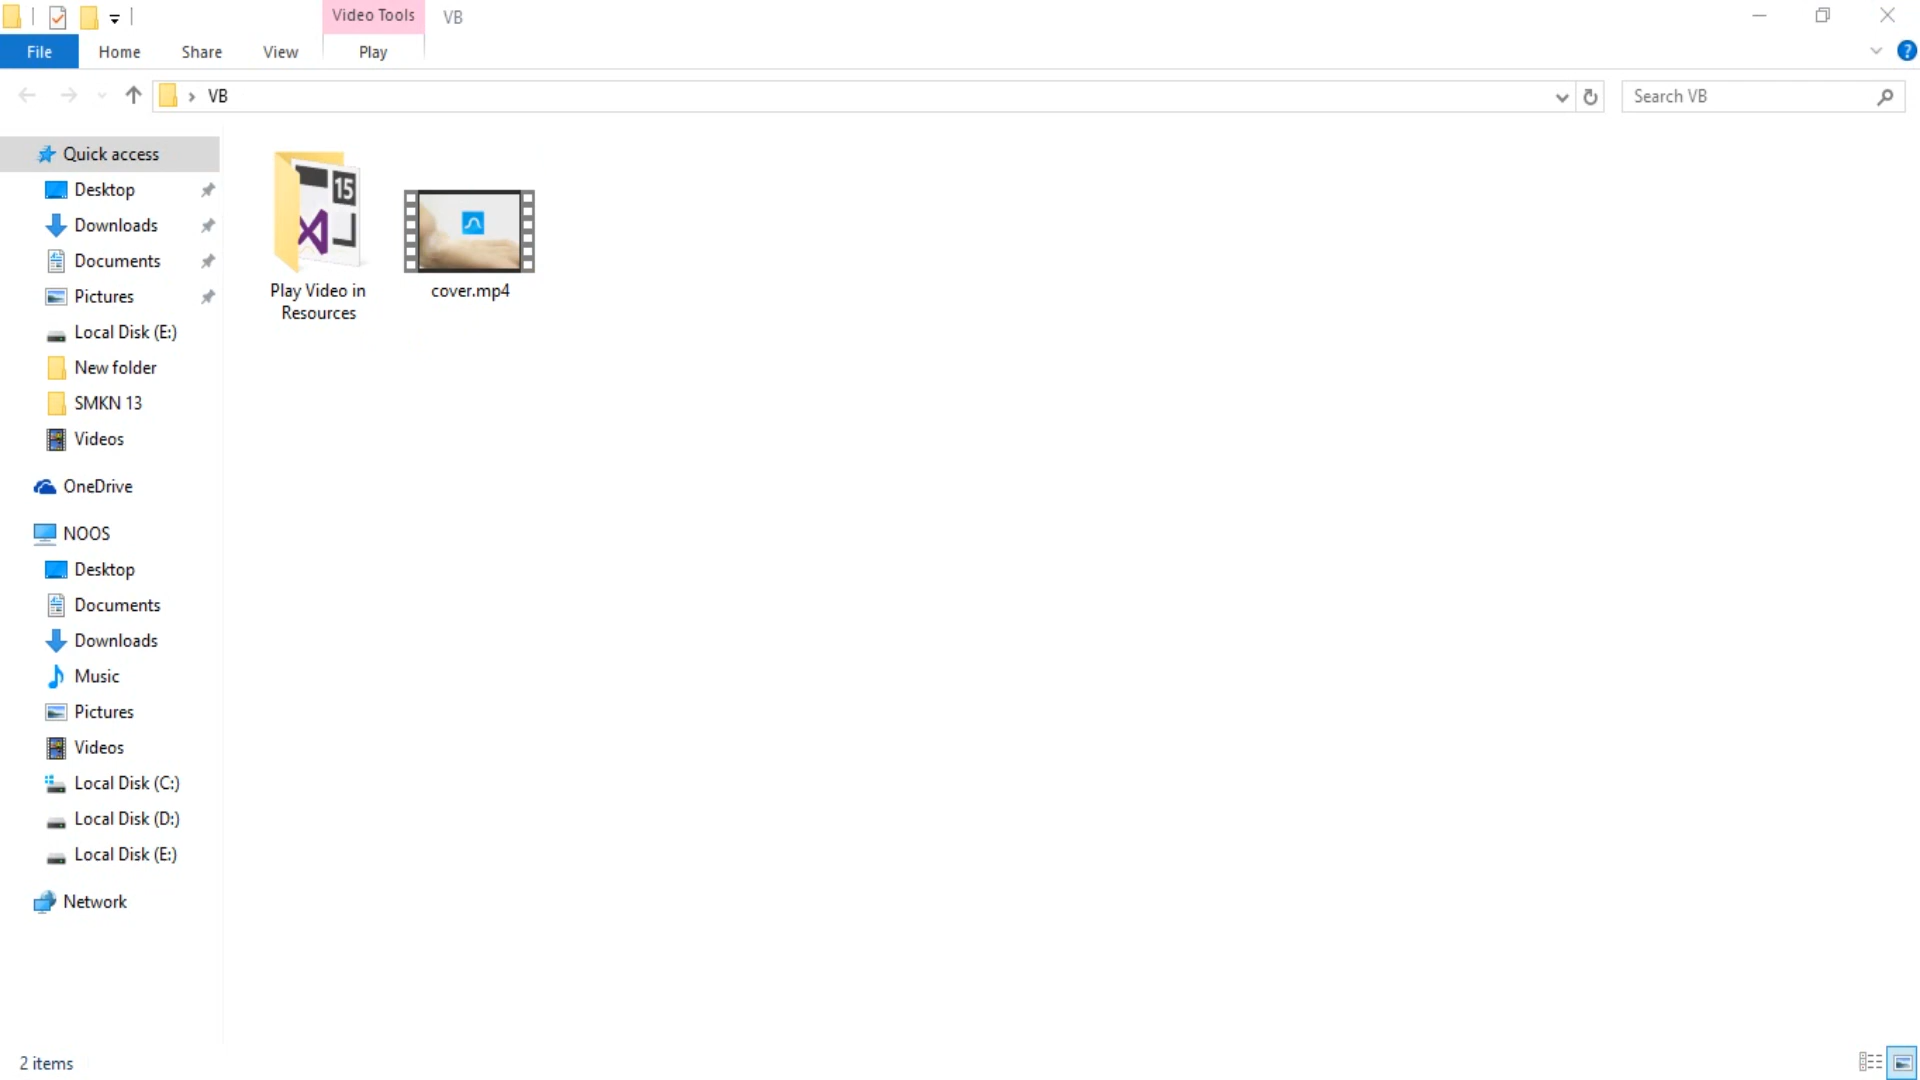 Video Tools
VB
File
Home
Share
View
Play
VB
Search VB
Quick access
Desktop
Downloads
Documents
Pictures
Local Disk (E:)
New folder
SMKN 13
Videos
OneDrive
NOOS
Desktop
Documents
Downloads
Music
Pictures
Videos
Local Disk (C:)
Local Disk (D:)
Local Disk (E:)
Network
15
Play Video in
Resources
cover.mp4
2 items